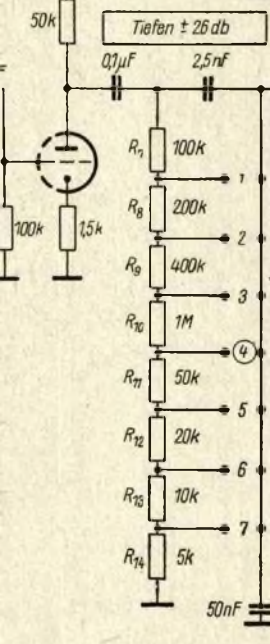 50k
Tiefen ± 26 db
0,1µF
2,5nF
F
R7 100k
1
R8 200k
100k
1,5k
2
R9 400k
3
R10 1M
4
R11 50k
5
R12 20k
6
R13 10k
7
R14 5k
50nF